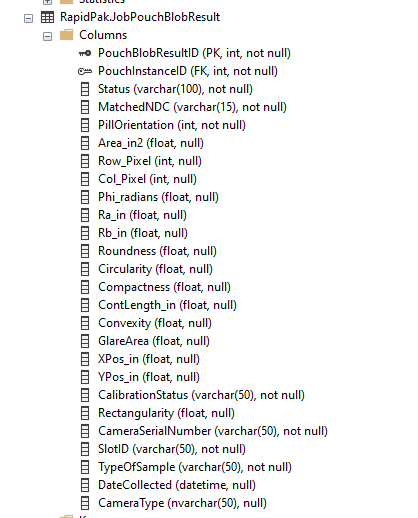 Statistics
RapidPak.JobPouchBlobResult
Columns
PouchBlobResultID (PK, int, not null)
PouchInstanceID (FK, int, not null)
Status (varchar(100), not null)
MatchedNDC (varchar(15), not null)
PillOrientation (int, not null)
Area_in2 (float, null)
Row_Pixel (int, null)
Col_Pixel (int, null)
Phi_radians (float, null)
Ra_in (float, null)
Rb_in (float, null)
Roundness (float, null)
Circularity (float, null)
Compactness (float, null)
ContLength_in (float, null)
Convexity (float, null)
GlareArea (float, null)
XPos_in (float, null)
YPos_in (float, null)
CalibrationStatus (varchar(50), not null)
Rectangularity (float, null)
CameraSerialNumber (varchar(50), not null)
SlotID (varchar(50), not null)
TypeOfSample (varchar(50), not null)
DateCollected (datetime, null)
CameraType (nvarchar(50), null)